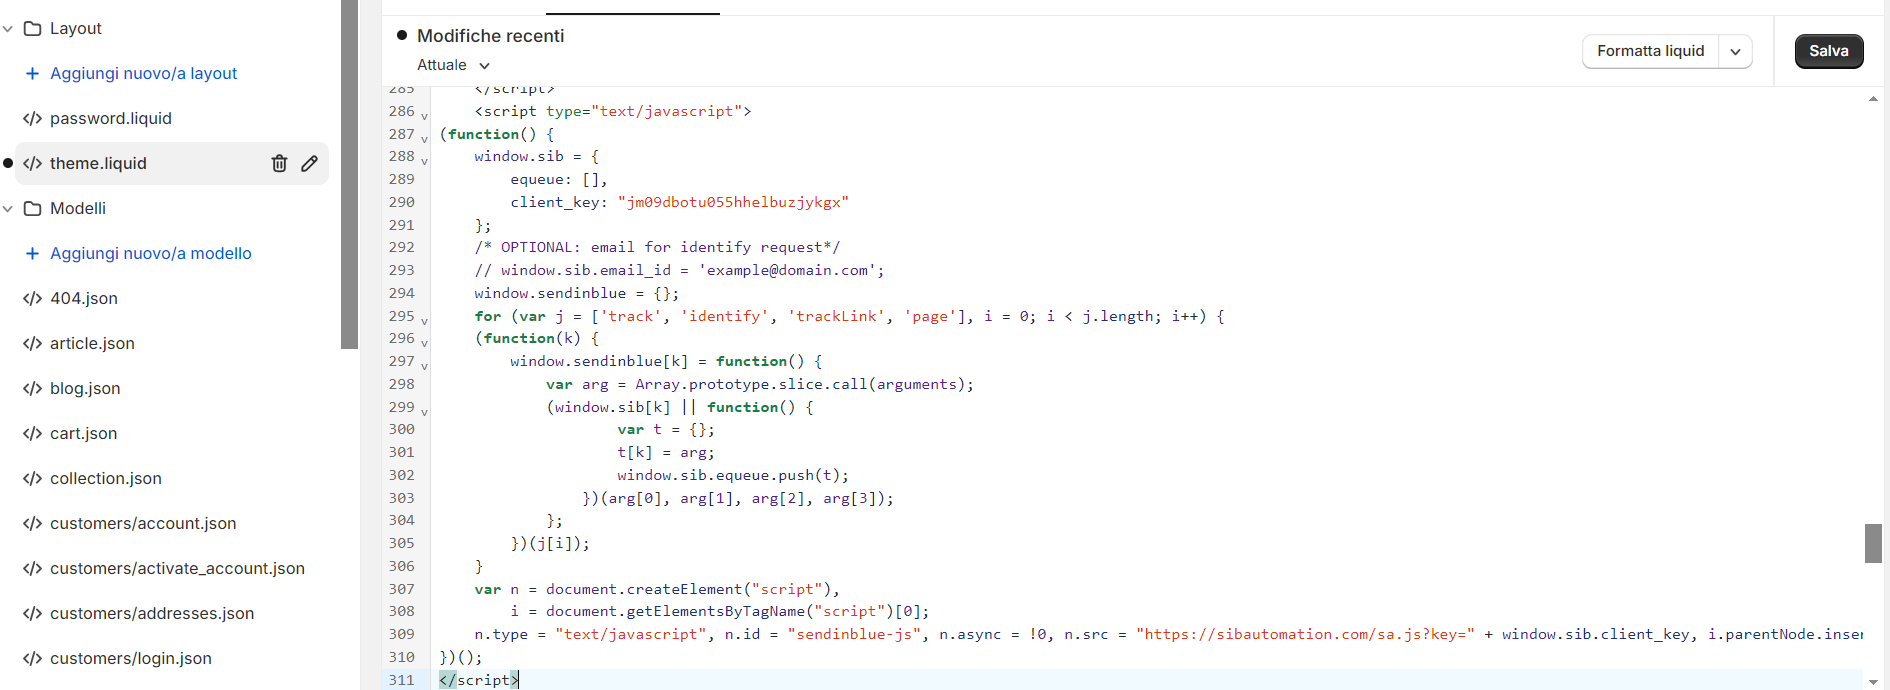 Layout
Aggiungi nuovo/a layout
password.liquid
theme.liquid
Modelli
Aggiungi nuovo/a modello
404.json
article.json
blog.json
cart.json
collection.json
customers/account.json
customers/activate_account.json
customers/addresses.json
customers/login.json
Modifiche recenti
Attuale
Formatta liquid
Salva
285 </script>
286 <script type="text/javascript">
287 (function() {
288 window.sib = {
289 equeue: [],
290 client_key: "jm09dbotu055hhelbuzjykgx"
291 };
292 /* OPTIONAL: email for identify request*/
293 // window.sib.email_id = 'example@domain.com';
294 window.sendinblue = {};
295 for (var j = ['track', 'identify', 'trackLink', 'page'], i = 0; i < j.length; i++) {
296 (function(k) {
297 window.sendinblue[k] = function() {
298 var arg = Array.prototype.slice.call(arguments);
299 (window.sib[k] || function() {
300 var t = {};
301 t[k] = arg;
302 window.sib.equeue.push(t);
303 })(arg[0], arg[1], arg[2], arg[3]);
304 };
305 })(j[i]);
306 }
307 var n = document.createElement("script"),
308 i = document.getElementsByTagName("script")[0];
309 n.type = "text/javascript", n.id = "sendinblue-js", n.async = !0, n.src = "https://sibautomation.com/sa.js?key=" + window.sib.client_key, i.parentNode.inser
310 })();
311 </script>